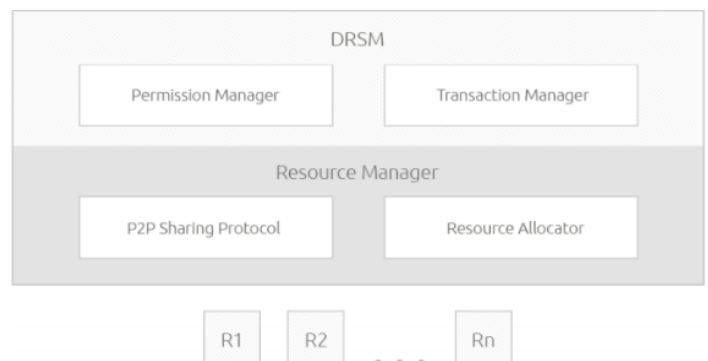 DRSM
Permission Manager Transaction Manager
Resource Manager
P2P Sharing Protocol Resource Allocator
R1 R2 ... Rn